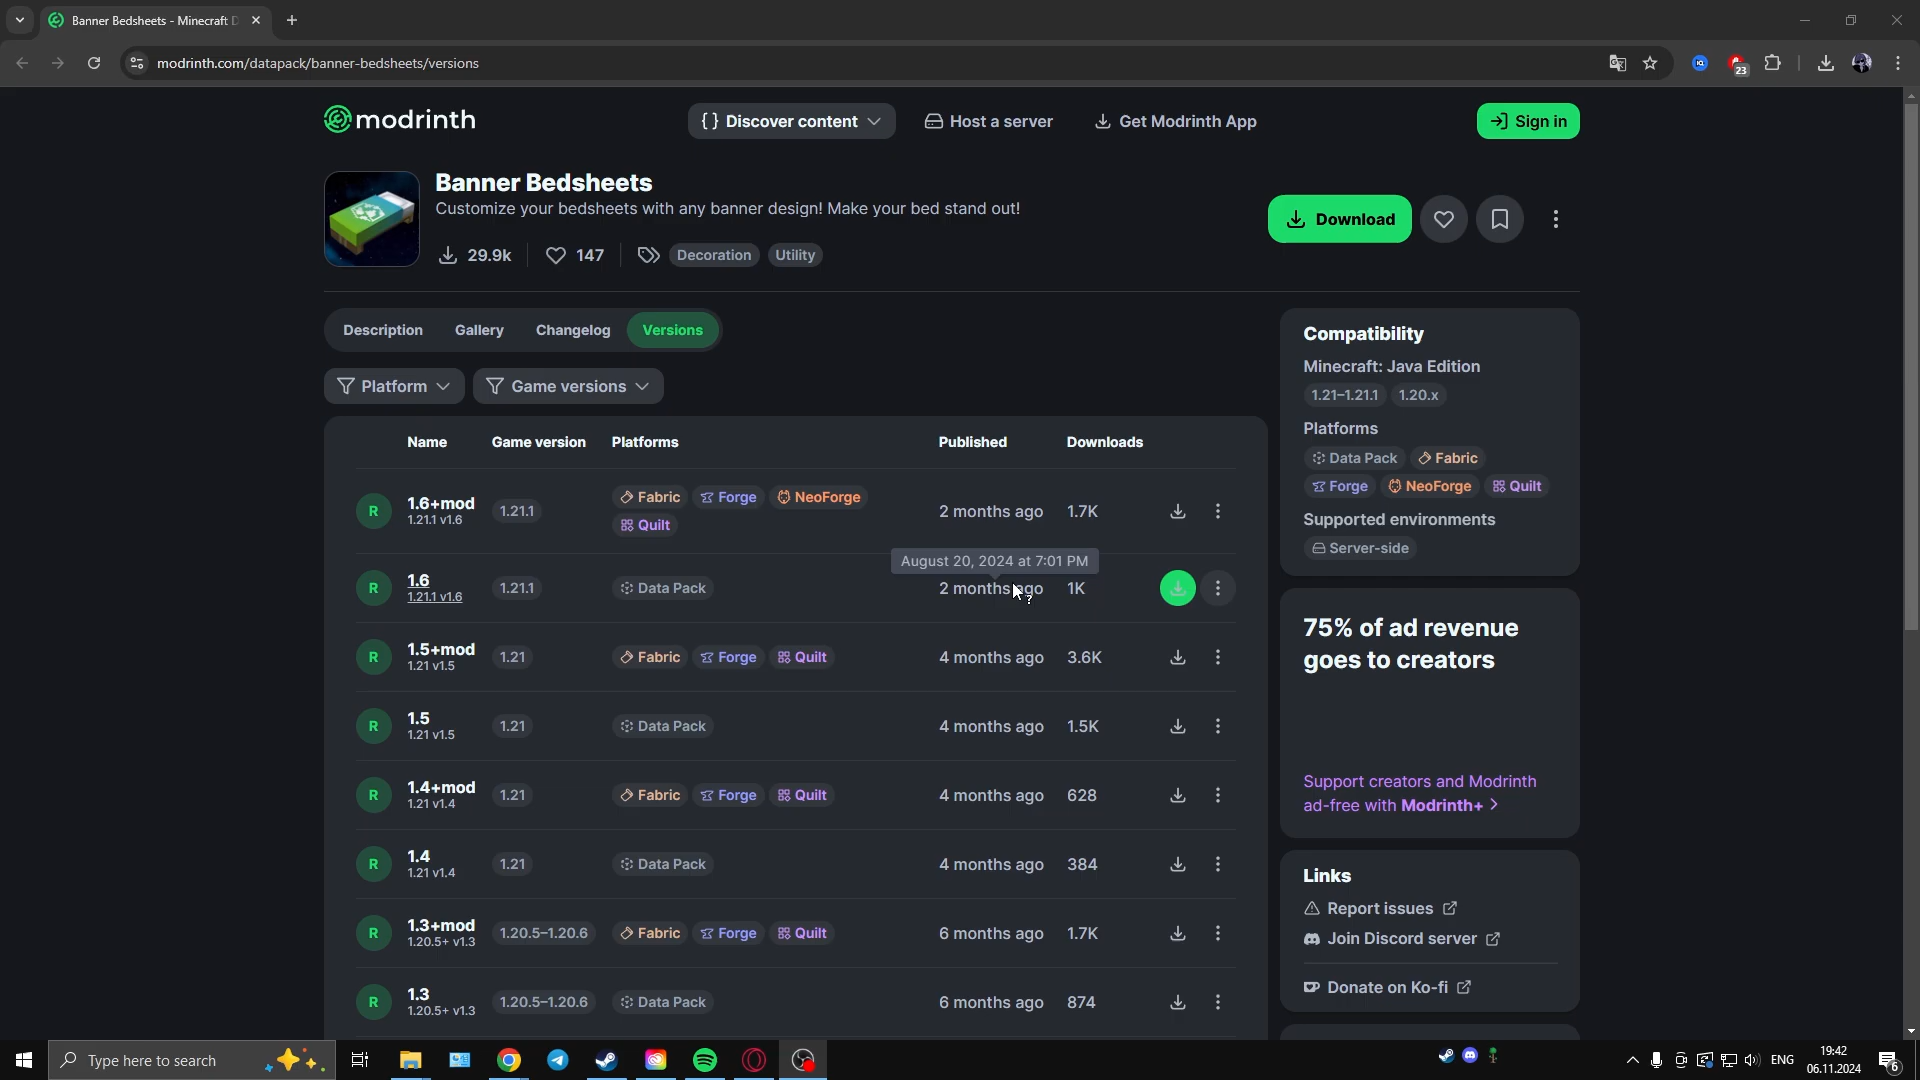 Banner Bedsheets - Minecraft D
modrinth.com/datapack/banner-bedsheets/versions
23
modrinth
Discover content
Host a server
Get Modrinth App
Sign in
Banner Bedsheets
Customize your bedsheets with any banner design! Make your bed stand out!
29.9k
147
Decoration
Utility
Download
Description
Gallery
Changelog
Versions
Platform
Game versions
Name Game version Platforms Published Downloads
1.6+mod
1.21.1 v1.6
1.21.1
Fabric Forge NeoForge
Quilt
2 months ago 1.7K
August 20, 2024 at 7:01 PM
R 1.6
1.21.1 v1.6
1.21.1 Data Pack 2 months ago 1K
R 1.5+mod
1.21 v1.5
1.21 Fabric Forge Quilt 4 months ago 3.6K
R 1.5
1.21 v1.5
1.21 Data Pack 4 months ago 1.5K
R 1.4+mod
1.21 v1.4
1.21 Fabric Forge Quilt 4 months ago 628
R 1.4
1.21 v1.4
1.21 Data Pack 4 months ago 384
R 1.3+mod
1.20.5+ v1.3
1.20.5–1.20.6 Fabric Forge Quilt 6 months ago 1.7K
R 1.3
1.20.5+ v1.3
1.20.5–1.20.6 Data Pack 6 months ago 874
Compatibility
Minecraft: Java Edition
1.21–1.21.1 1.20.x
Platforms
Data Pack Fabric
Forge NeoForge Quilt
Supported environments
Server-side
75% of ad revenue
goes to creators
Support creators and Modrinth
ad-free with Modrinth+ >
Links
Report issues
Join Discord server
Donate on Ko-fi
Type here to search
ENG
19:42
06.11.2024
6